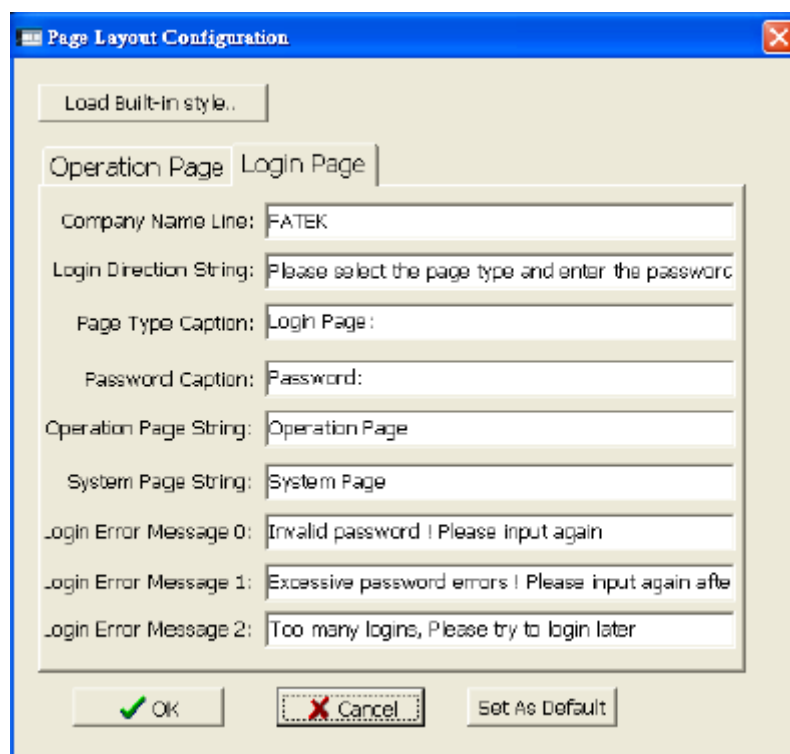 Page Layout Configuration
Load Built-in style..
Operation Page
Login Page
Company Name Line: FATEK
Login Direction String: Please select the page type and enter the password
Page Type Caption: Login Page:
Password Caption: Password:
Operation Page String: Operation Page
System Page String: System Page
Login Error Message 0: Invalid password ! Please input again
Login Error Message 1: Excessive password errors ! Please input again afte
Login Error Message 2: Too many logins, Please try to login later
OK
Cancel
Set As Default